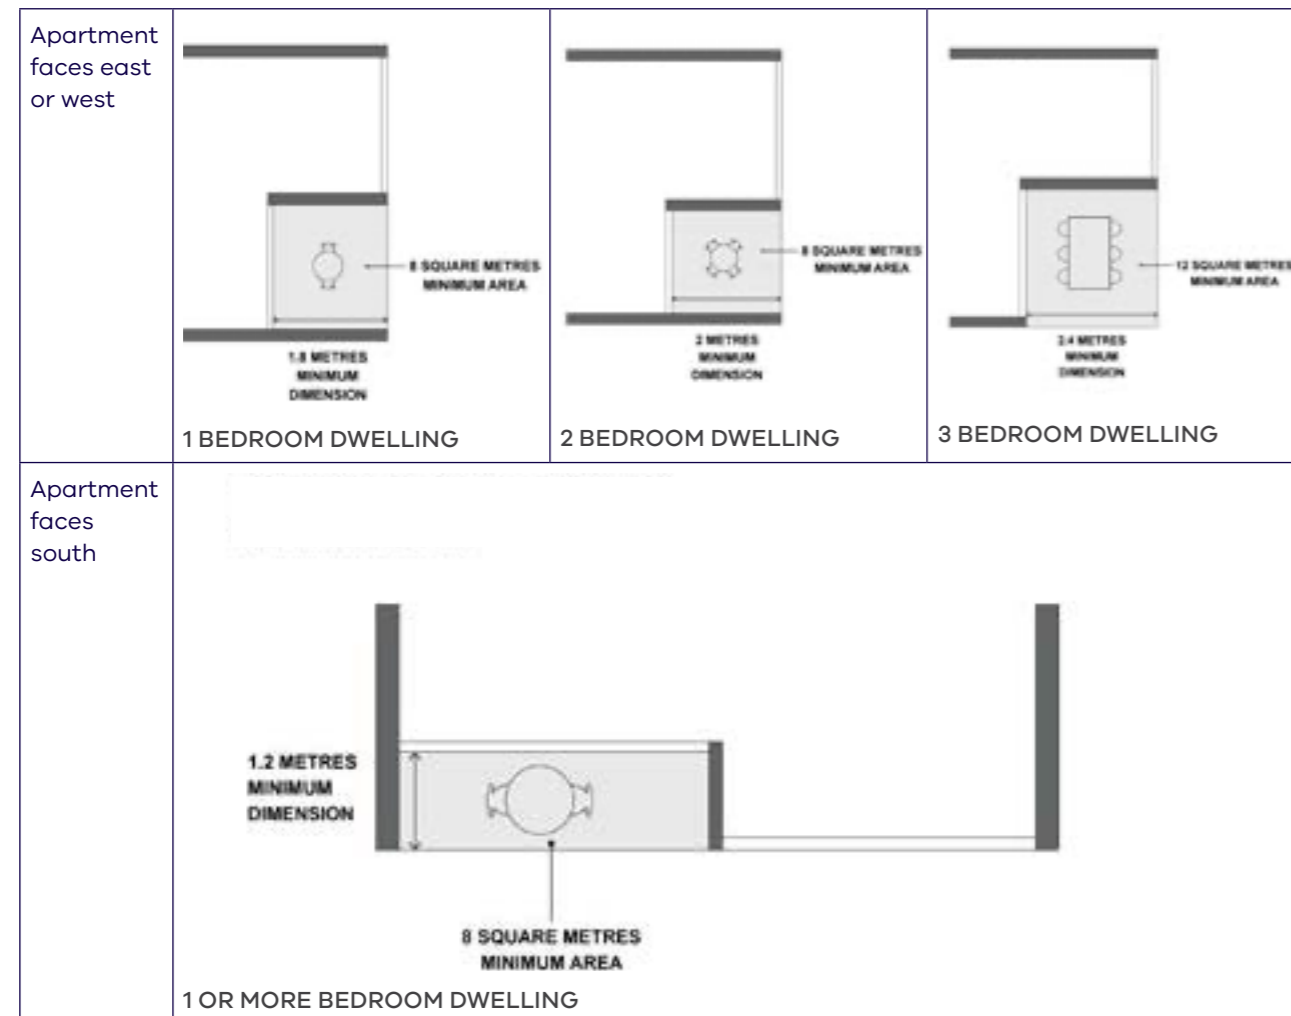 Apartment
faces east
or west
8 SQUARE METRES
MINIMUM AREA
1.8 METRES
MINIMUM
DIMENSION
1 BEDROOM DWELLING
8 SQUARE METRES
MINIMUM AREA
2 METRES
MINIMUM
DIMENSION
2 BEDROOM DWELLING
12 SQUARE METRES
MINIMUM AREA
2.4 METRES
MINIMUM
DIMENSION
3 BEDROOM DWELLING
Apartment
faces
south
1.2 METRES
MINIMUM
DIMENSION
8 SQUARE METRES
MINIMUM AREA
1 OR MORE BEDROOM DWELLING